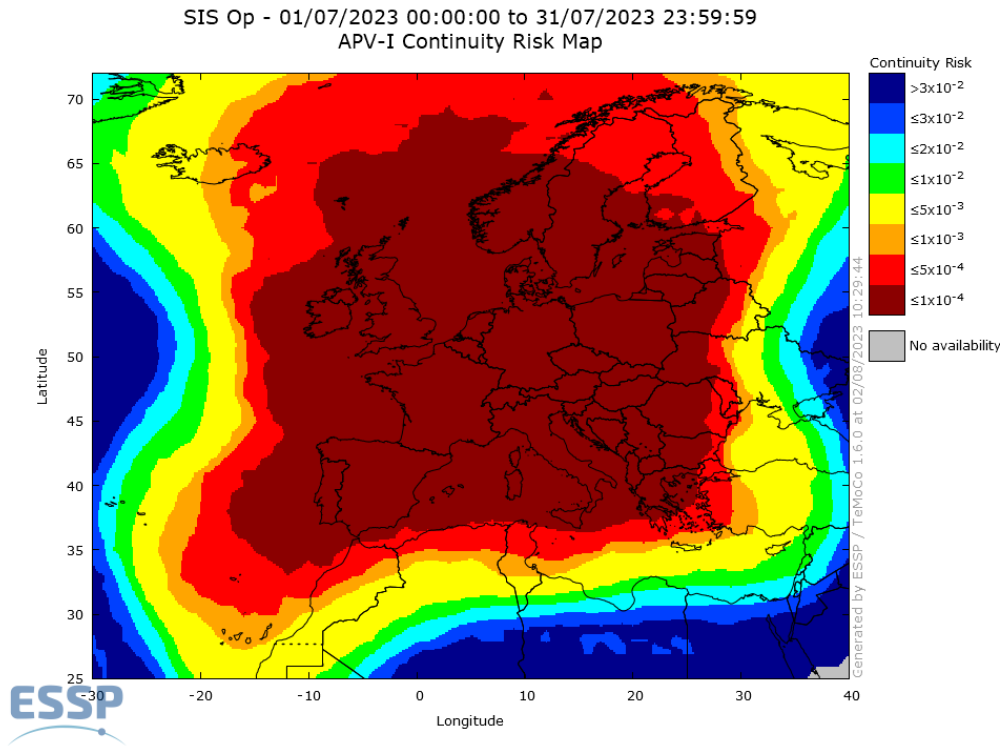 SIS Op - 01/07/2023 00:00:00 to 31/07/2023 23:59:59
APV-I Continuity Risk Map
Continuity Risk
>3x10⁻²
≤3x10⁻²
≤2x10⁻²
≤1x10⁻²
≤5x10⁻³
≤1x10⁻³
≤5x10⁻⁴
≤1x10⁻⁴
No availability
70
65
60
55
50
45
40
35
30
25
Latitude
-30 -20 -10 0 10 20 30 40
Longitude
Generated by ESSP / TeMoCo 1.6.0 at 02/08/2023 10:29:44
ESSP